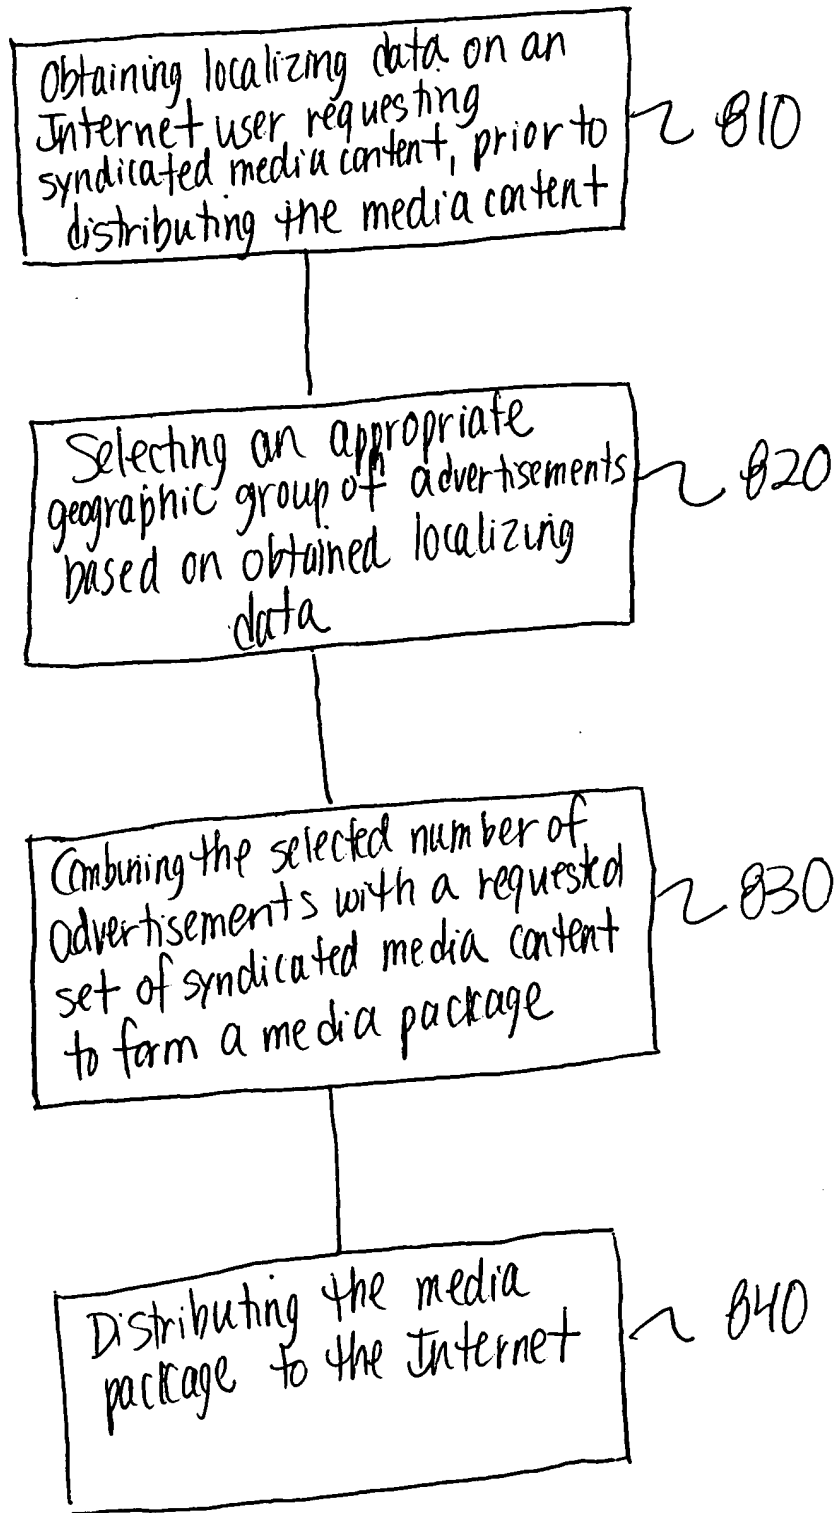 Obtaining localizing data on an
Internet user requesting
syndicated media content, prior to
distributing the media content
810
Selecting an appropriate
geographic group of advertisements
based on obtained localizing
data
820
Combining the selected number of
advertisements with a requested
set of syndicated media content
to form a media package
830
Distributing the media
package to the Internet
840